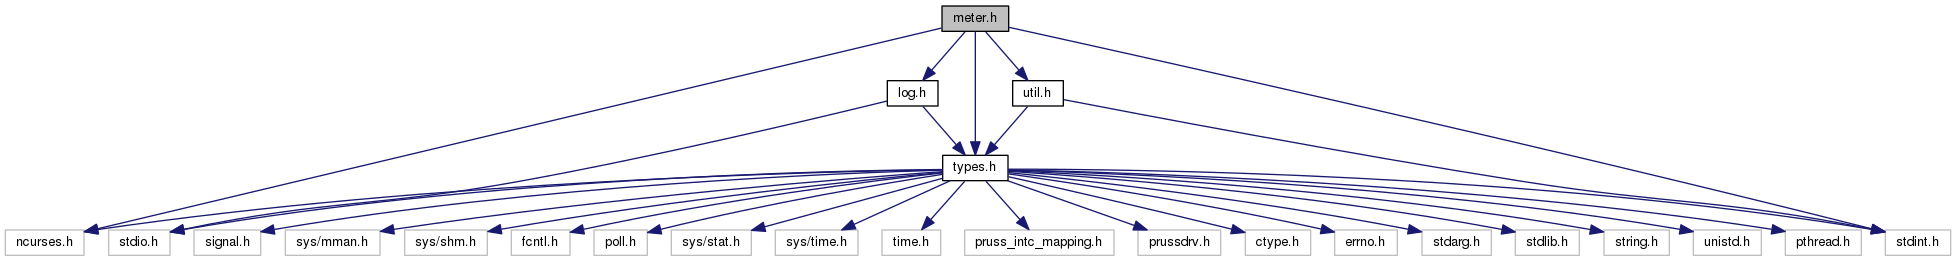 meter.h
log.h
util.h
types.h
ncurses.h
stdio.h
signal.h
sys/mman.h
sys/shm.h
fcntl.h
poll.h
sys/stat.h
sys/time.h
time.h
pruss_intc_mapping.h
prussdrv.h
ctype.h
errno.h
stdarg.h
stdlib.h
string.h
unistd.h
pthread.h
stdint.h